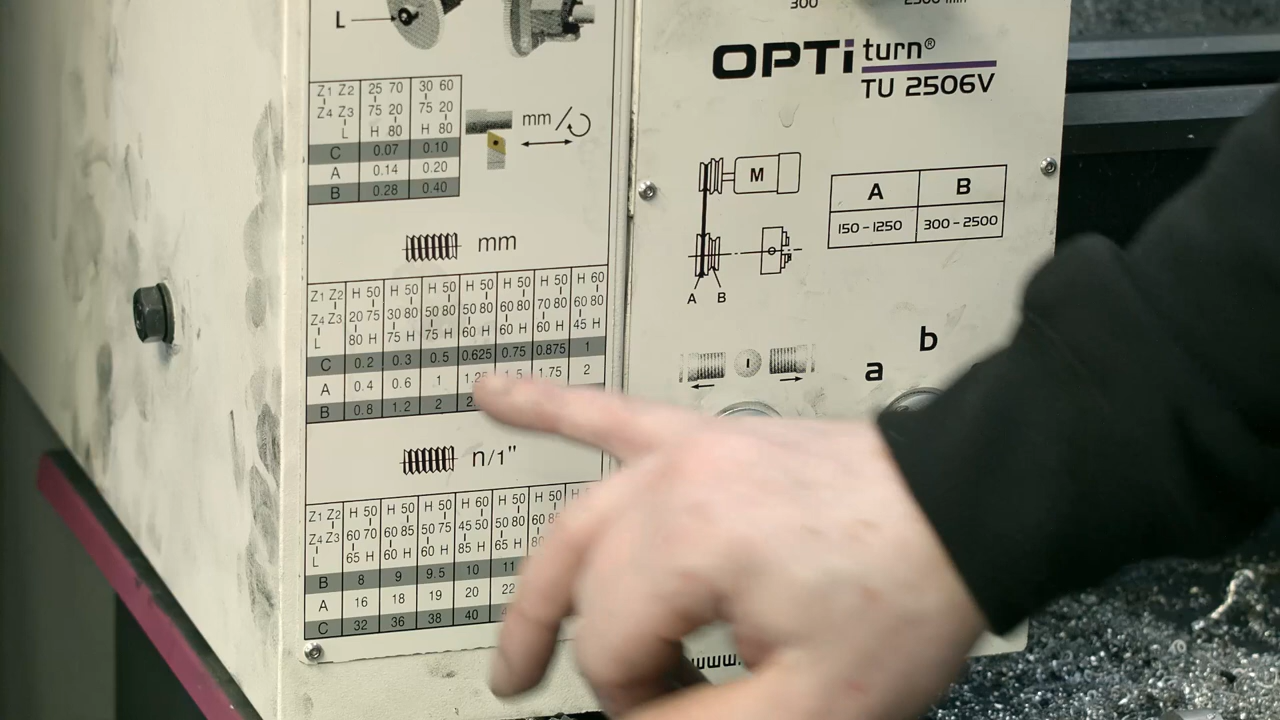 L
Z1 Z2 25 70 30 60
Z4 Z3 75 20 75 20
L H 80 H 80
C 0.07 0.10
A 0.14 0.20
B 0.28 0.40
mm/
mm
Z1 Z2 H 50 H 50 H 50 H 50 H 50 H 50 H 60
Z4 Z3 20 75 30 80 50 80 50 80 60 80 70 80 60 80
L 80 H 75 H 75 H 60 H 60 H 60 H 45 H
C 0.2 0.3 0.5 0.625 0.75 0.875 1
A 0.4 0.6 1 1.75 2
B 0.8 1.2 2
n/1"
Z1 Z2 H 50 H 50 H 50 H 60 H 50 H 50
Z4 Z3 60 70 60 85 50 75 45 50 50 80
L 65 H 60 H 60 H 85 H 60 H
B 8 9 9.5 10 11
A 16 18 19 20 22
C 32 36 38 40
300
OPTi turn®
TU 2506V
M
A B
150-1250 300-2500
A B
I
a b
www.